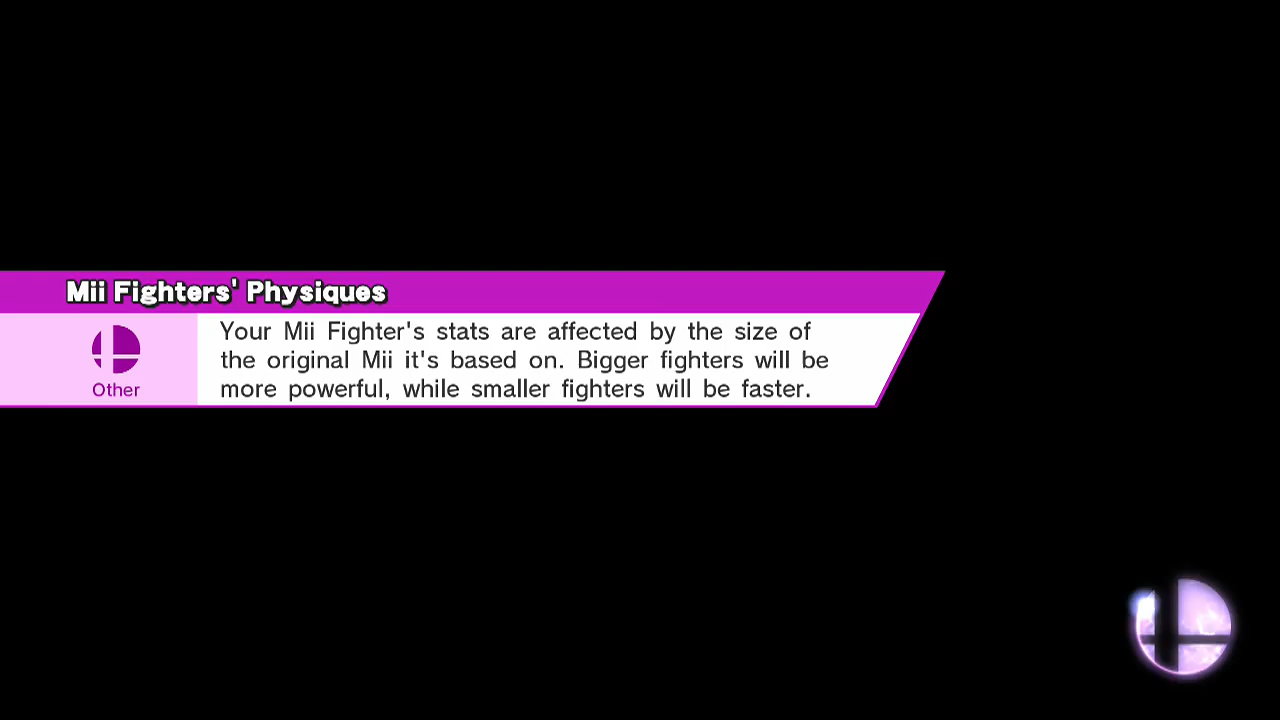 Mii Fighters' Physiques
Other
Your Mii Fighter's stats are affected by the size of
the original Mii it's based on. Bigger fighters will be
more powerful, while smaller fighters will be faster.